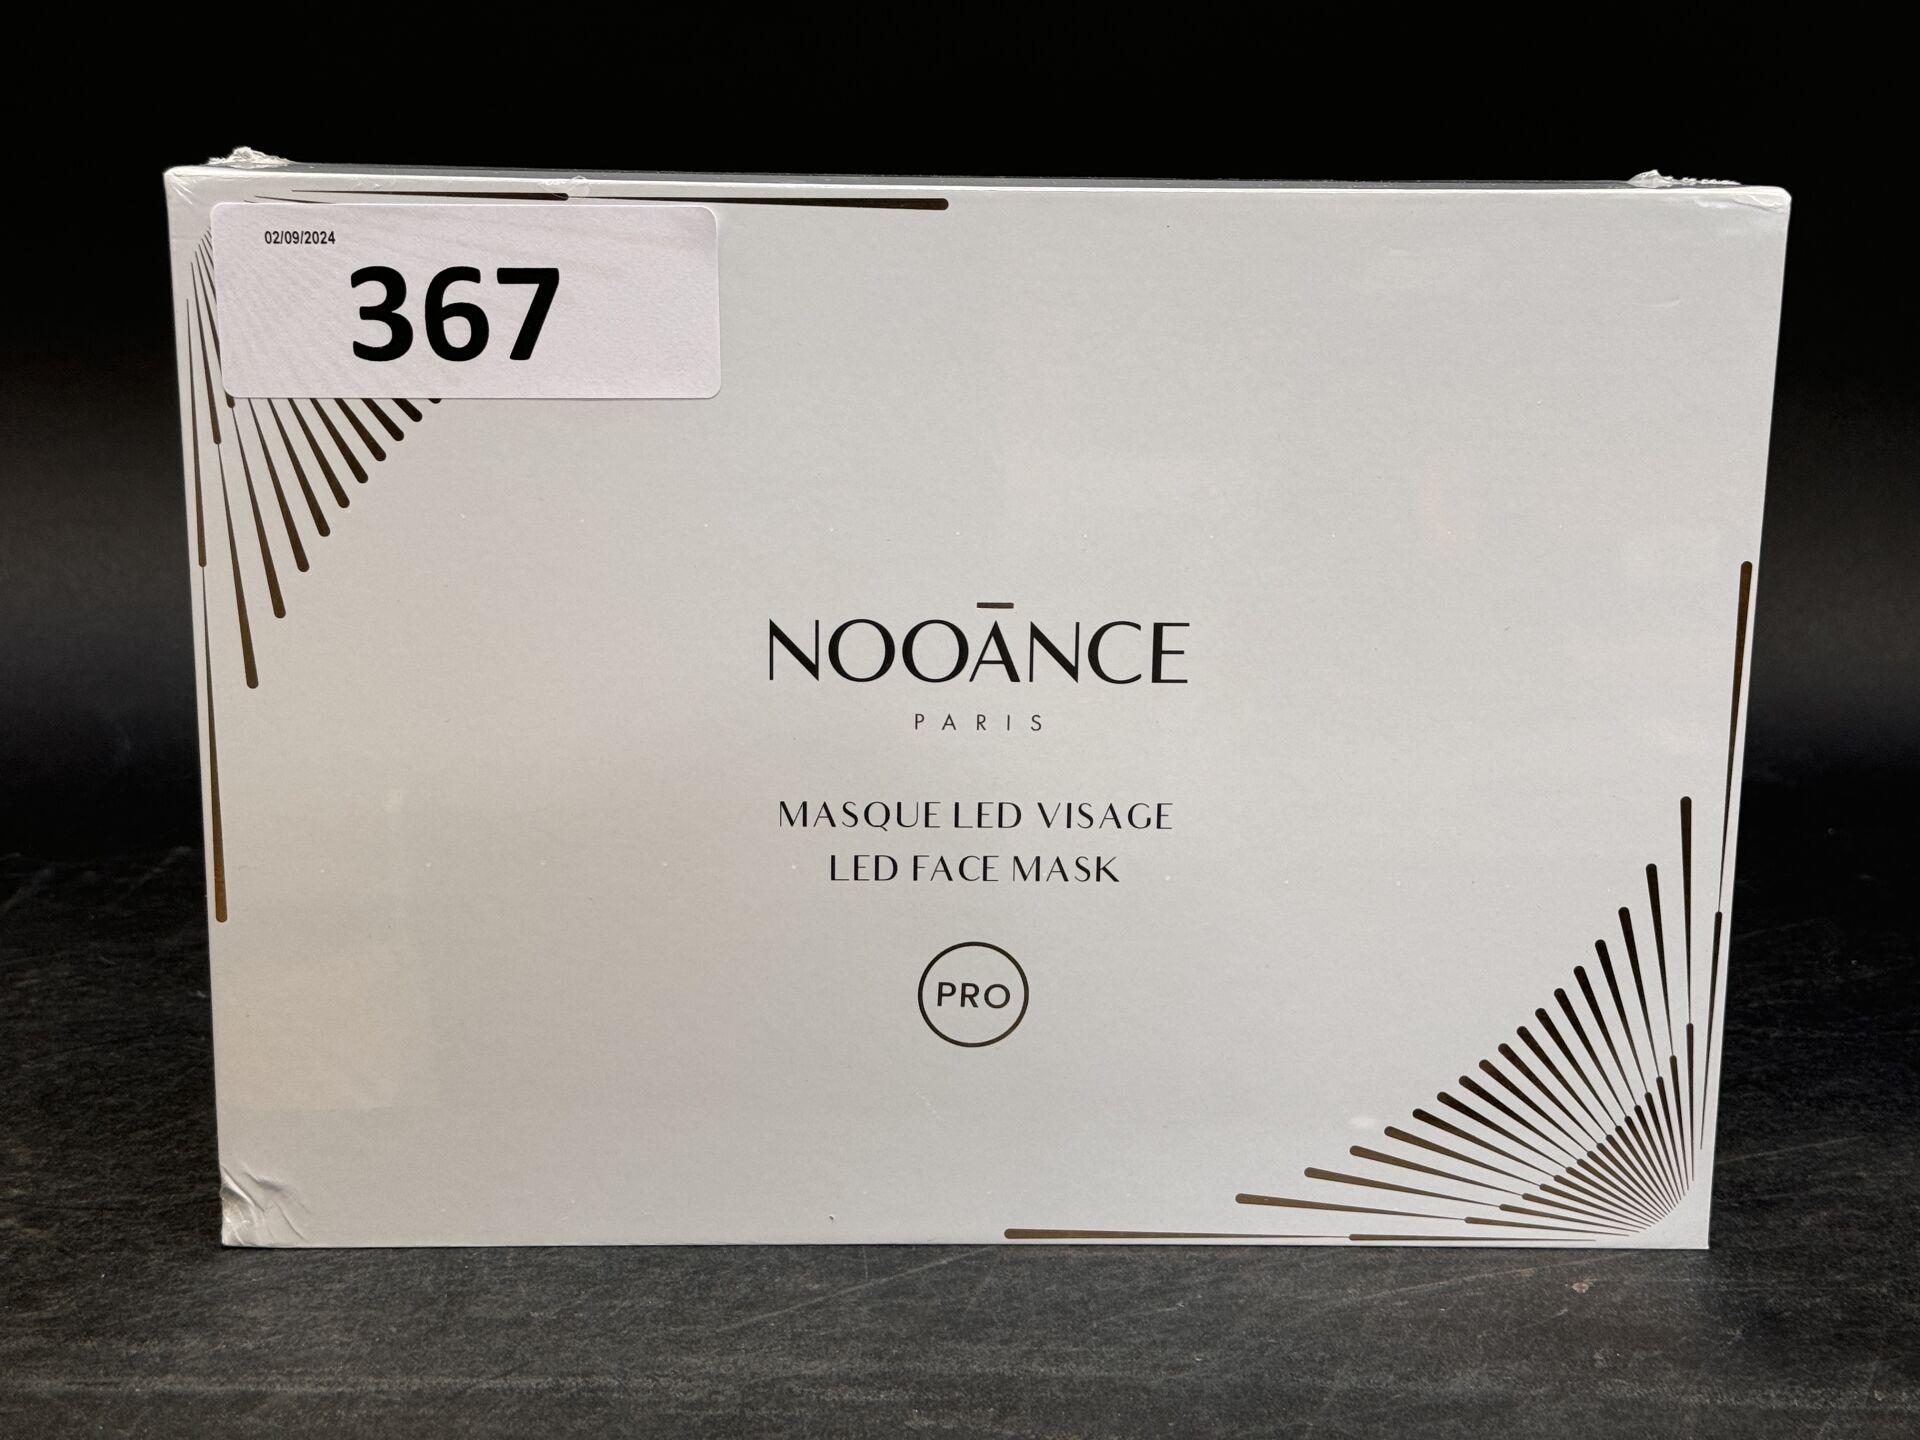 02/09/2024
367
NOOĀNCE
PARIS
MASQUE LED VISAGE
LED FACE MASK
PRO